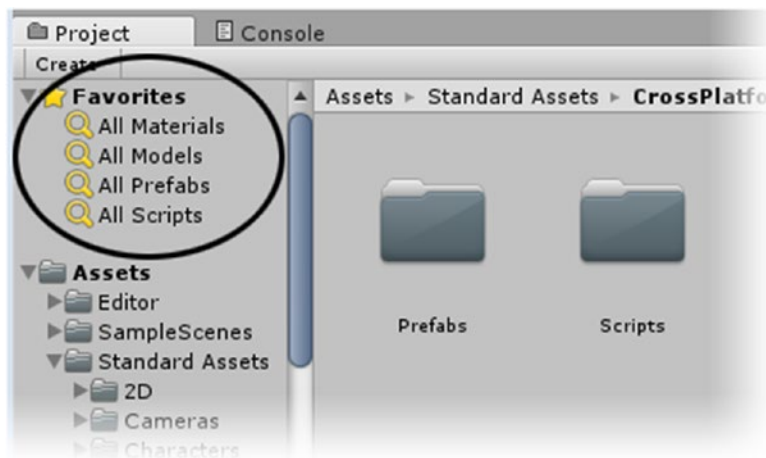 Project
Console
Create
Favorites
All Materials
All Models
All Prefabs
All Scripts
Assets
Editor
SampleScenes
Standard Assets
2D
Cameras
Characters
Assets ▸ Standard Assets ▸ CrossPlatfo
Prefabs
Scripts